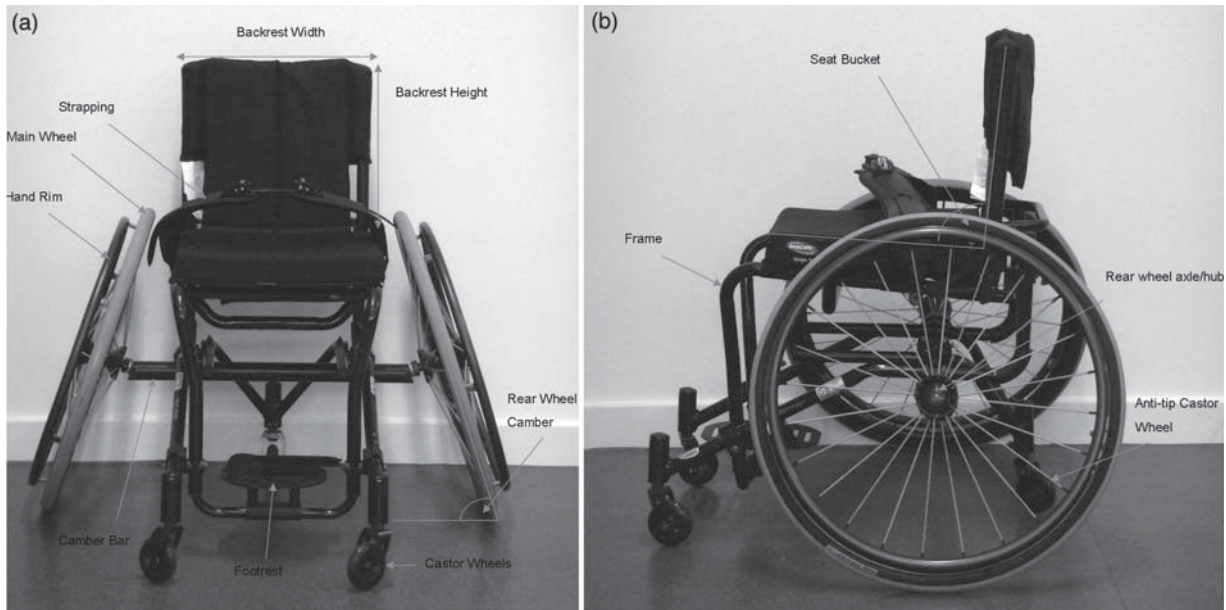 (a)
Backrest Width
Backrest Height
Strapping
Main Wheel
Hand Rim
Rear Wheel
Camber
Camber Bar
Footrest
Castor Wheels
(b)
Seat Bucket
Frame
Rear wheel axle/hub
Anti-tip Castor
Wheel